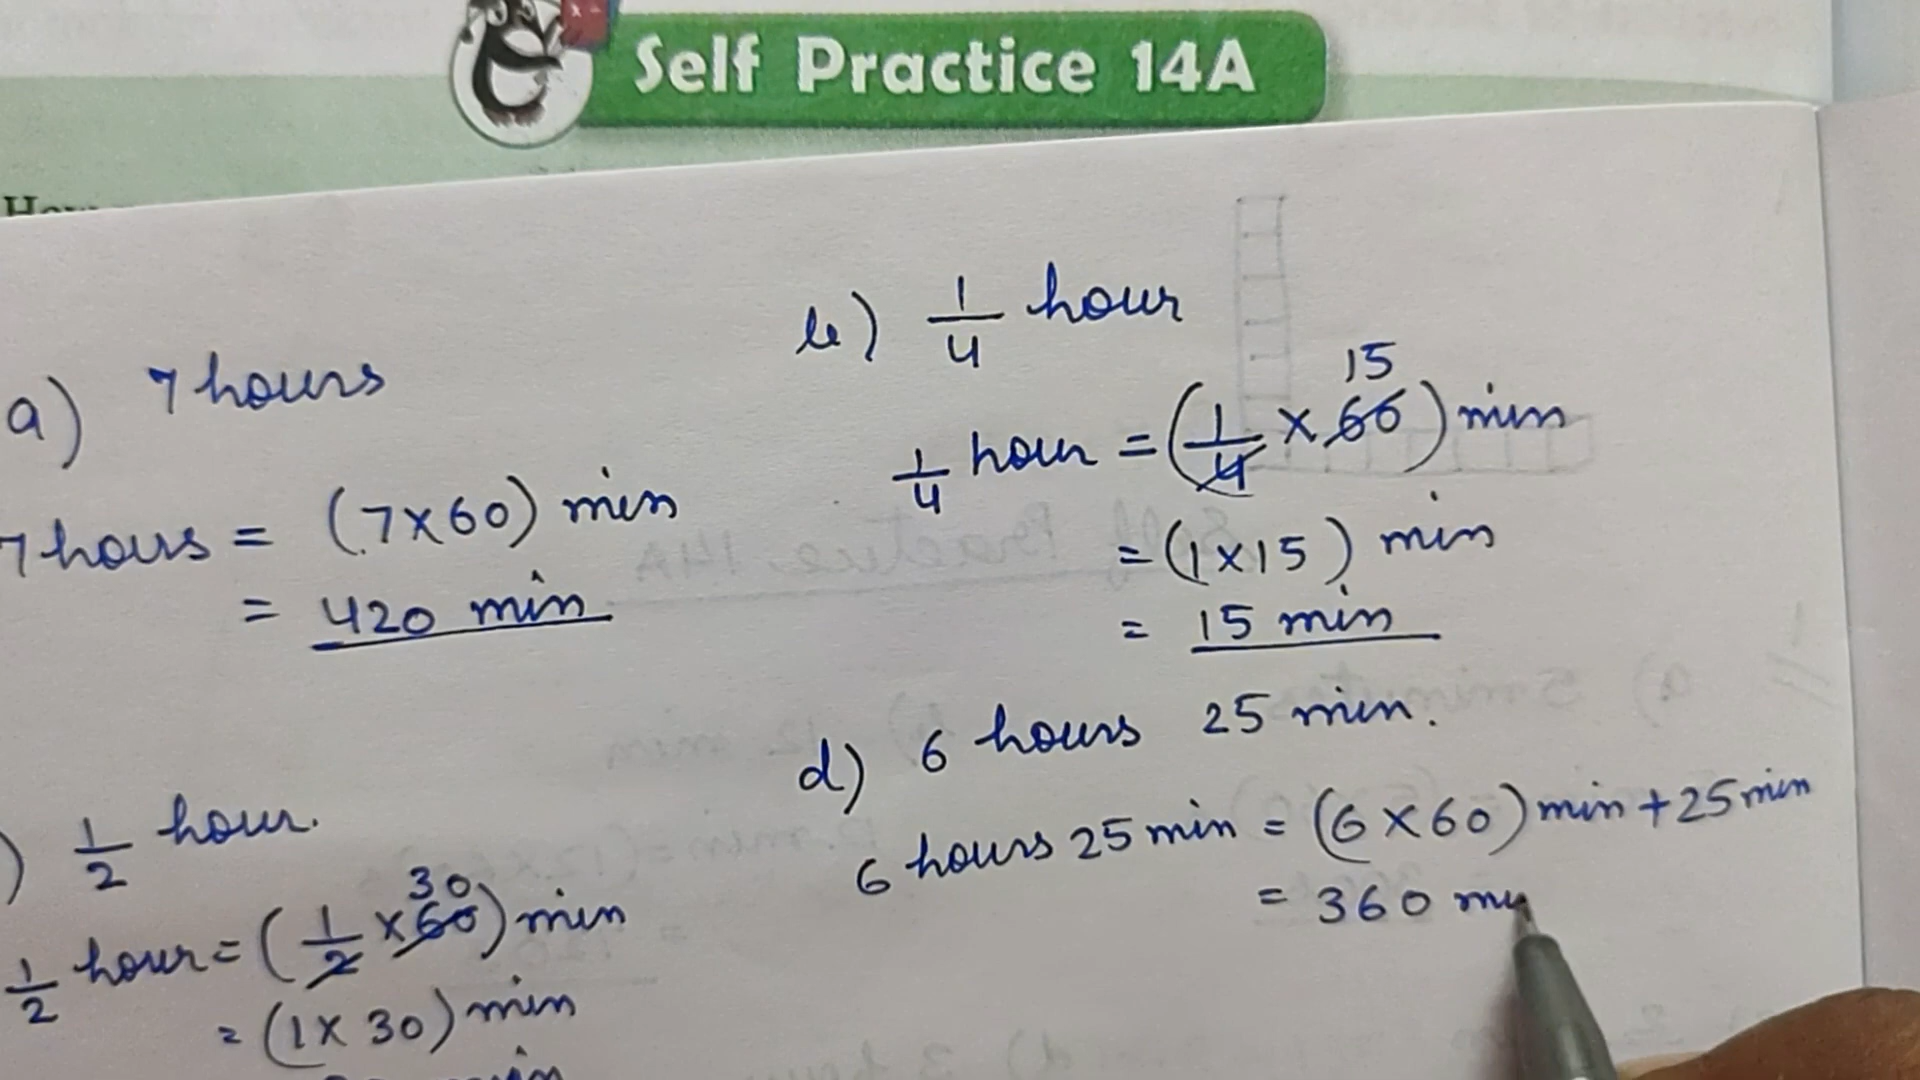 Self Practice 14A
a) 7 hours
7 hours = (7×60) min
= 420 min
b) 1/4 hour
15
1/4 hour = (1/4 × 60) min
= (1×15) min
= 15 min
) 1/2 hour.
30
1/2 hour = (1/2 × 60) min
= (1× 30) min
min
d) 6 hours 25 min.
6 hours 25 min = (6×60) min + 25 min
= 360 mi